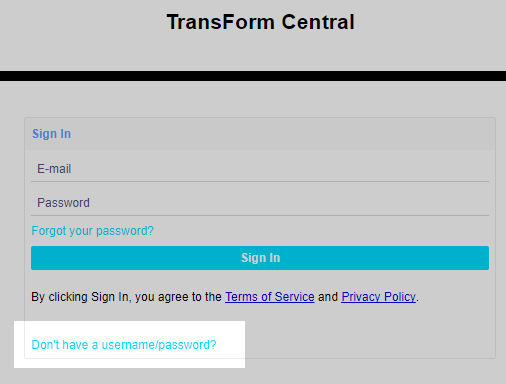 TransForm Central
Sign In
E-mail
Password
Forgot your password?
Sign In
By clicking Sign In, you agree to the Terms of Service and Privacy Policy.
Don't have a username/password?